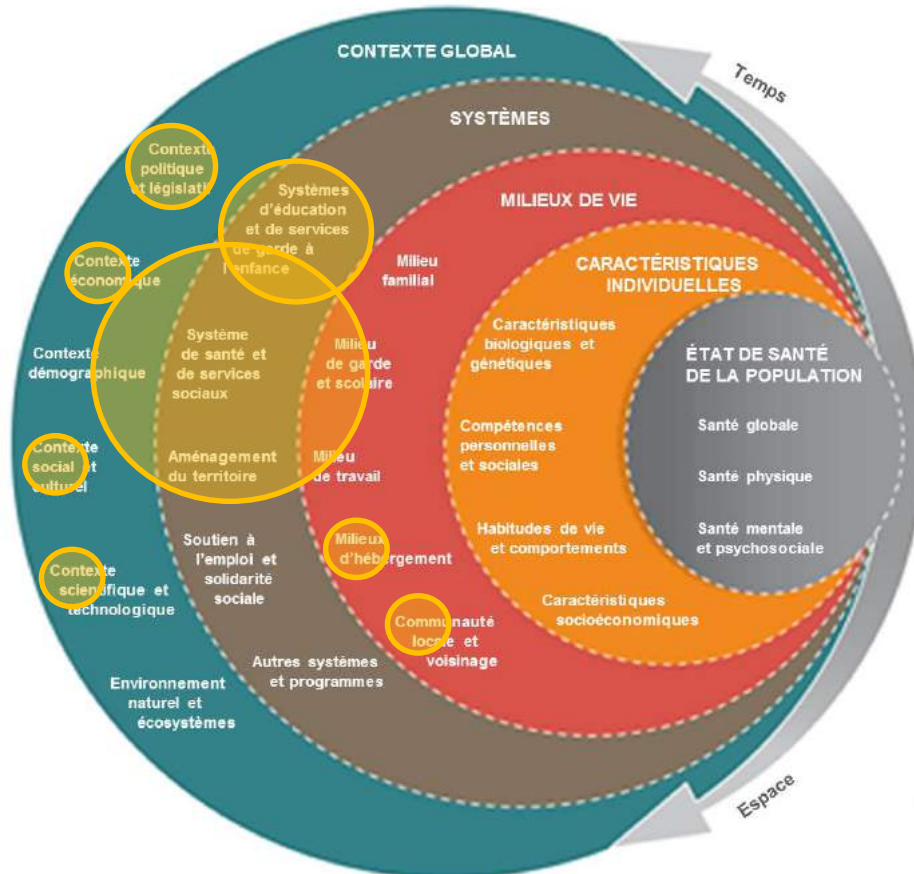 CONTEXTE GLOBAL
Temps
SYSTÈMES
Contexte
politique
et législatif
Systèmes
d'éducation
et de services
de garde à
l'enfance
MILIEUX DE VIE
Contexte
économique
Milieu
familial
CARACTÉRISTIQUES
INDIVIDUELLES
Caractéristiques
biologiques et
génétiques
Système
de santé et
de services
sociaux
Milieu
de garde
et scolaire
Contexte
démographique
ÉTAT DE SANTÉ
DE LA POPULATION
Santé globale
Compétences
personnelles
et sociales
Contexte
social et
culturel
Aménagement
du territoire
Milieu
de travail
Santé physique
Santé mentale
et psychosociale
Habitudes de vie
et comportements
Milieux
d'hébergement
Soutien à
l'emploi et
solidarité
sociale
Contexte
scientifique et
technologique
Caractéristiques
socioéconomiques
Communauté
locale et
voisinage
Autres systèmes
et programmes
Environnement
naturel et
écosystèmes
Espace